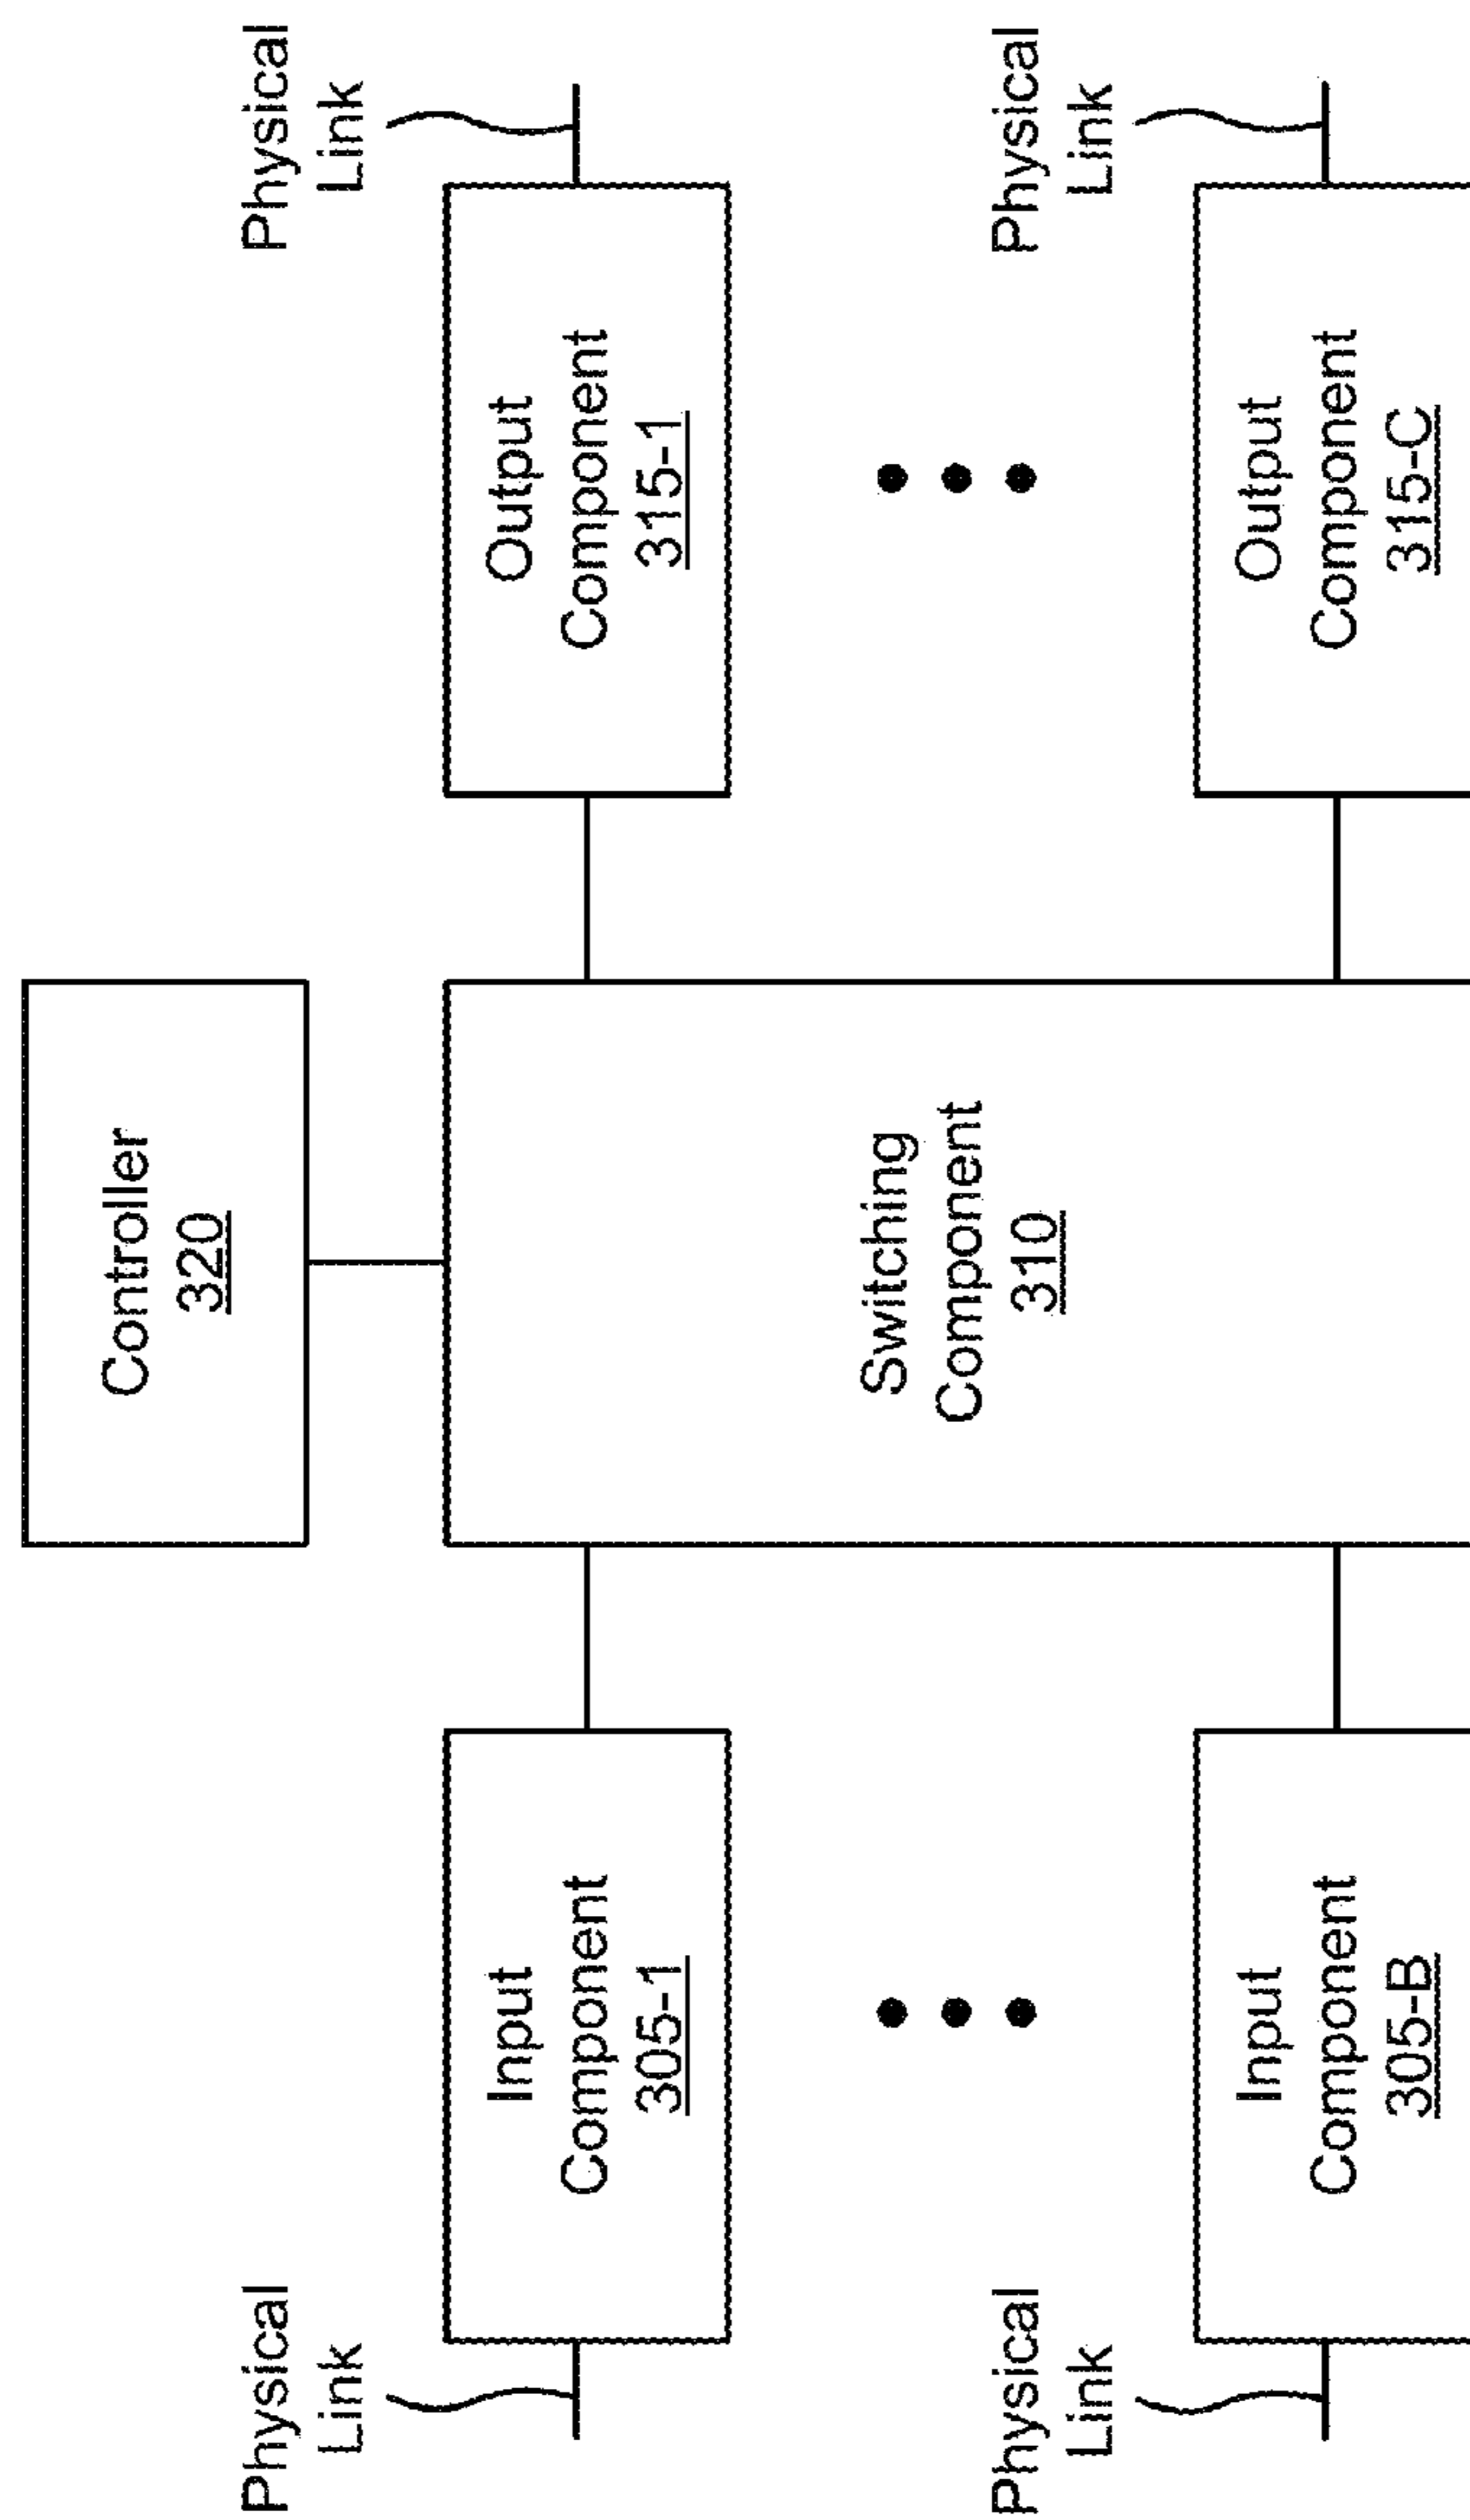 Controller
320
Physical
Link
Input
Component
305-1
Switching
Component
310
Output
Component
315-1
Physical
Link
Physical
Link
Input
Component
305-B
Output
Component
315-C
Physical
Link